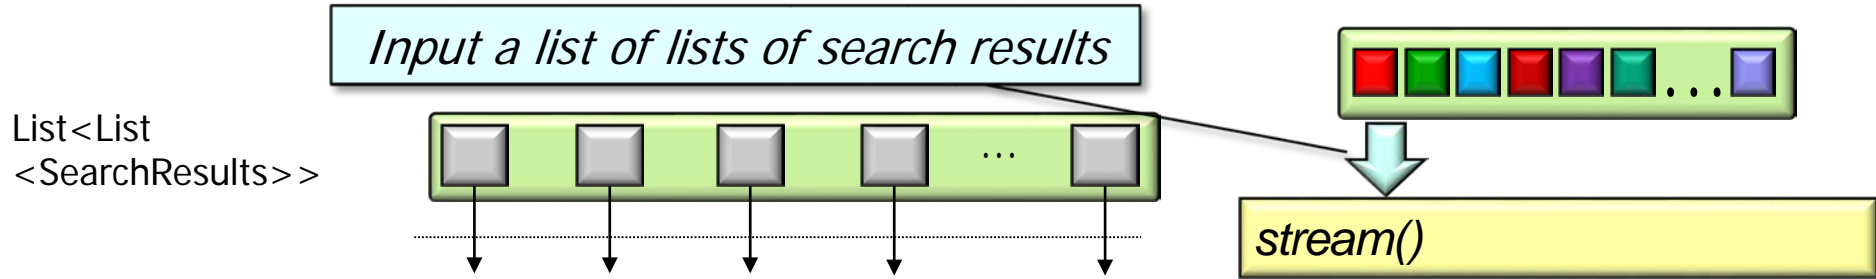 Input a list of lists of search results
List<List
<SearchResults>>
...
...
stream()